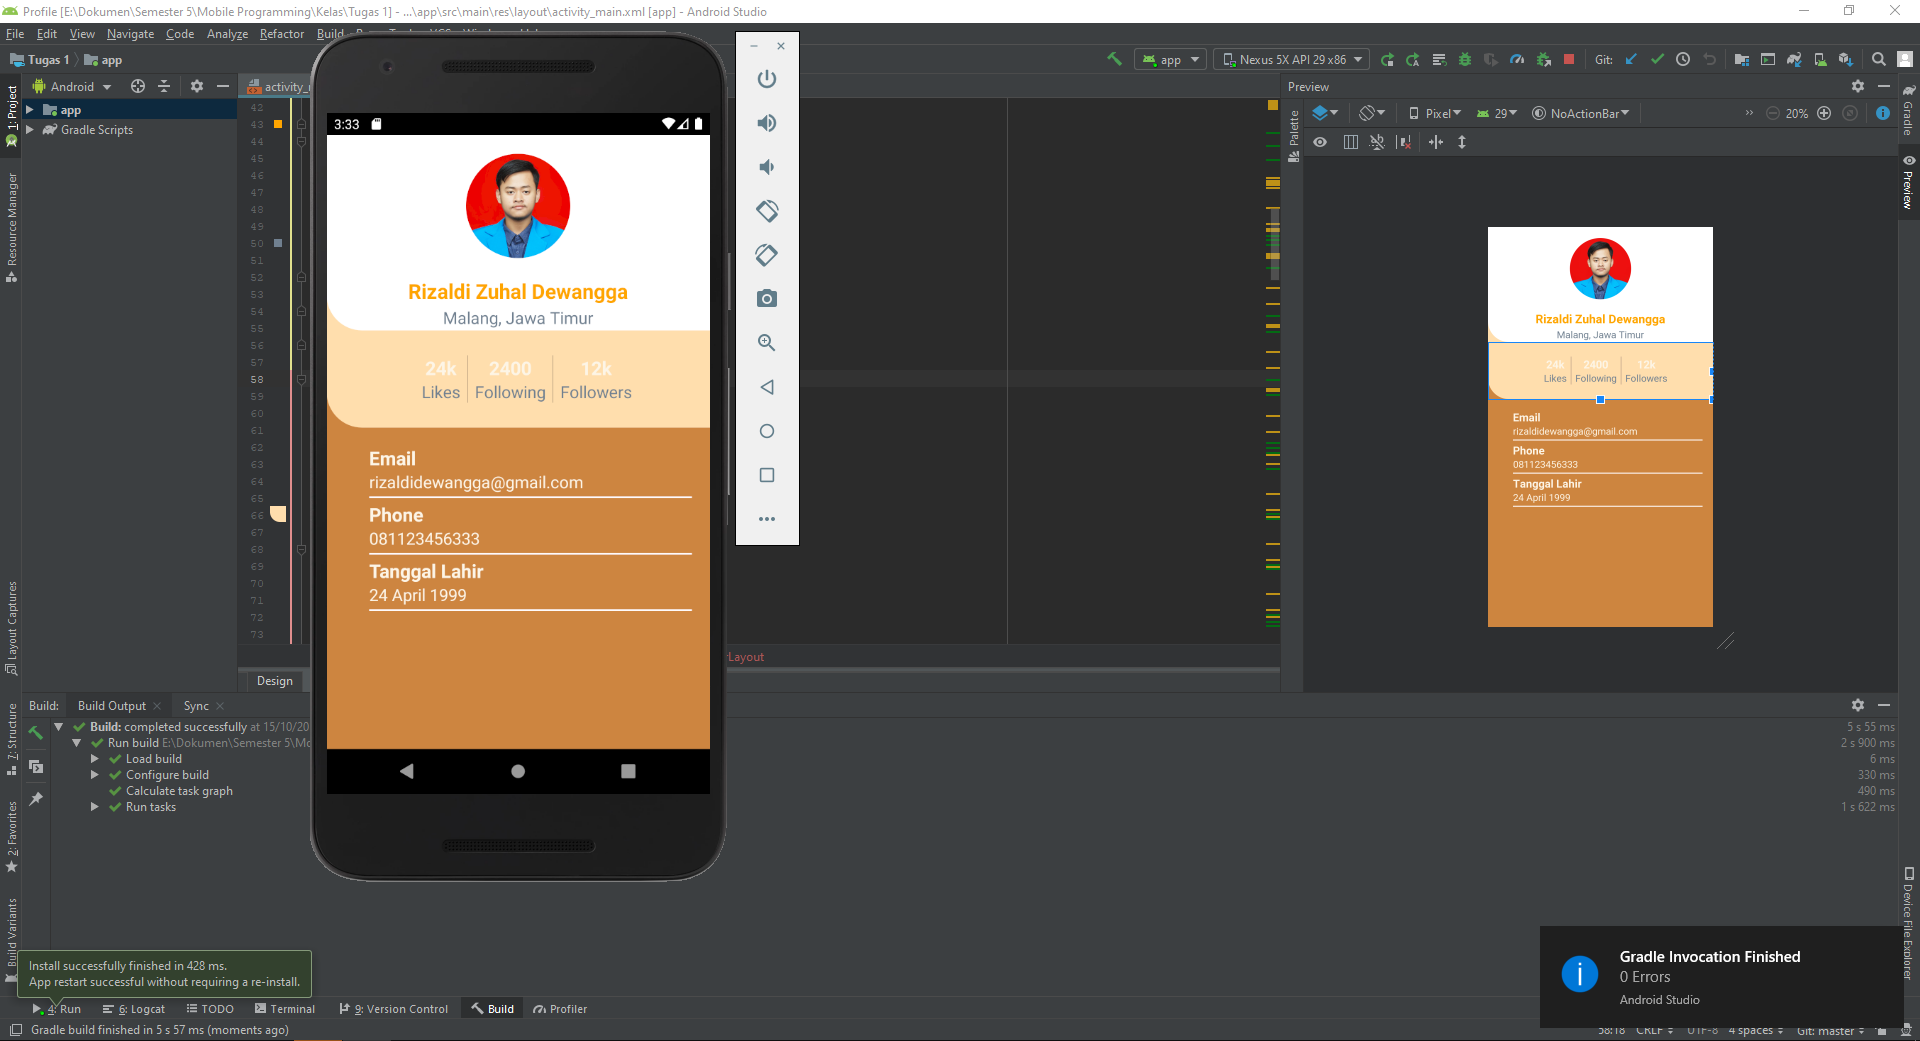 Profile [E:\Dokumen\Semester 5\Mobile Programming\Kelas\Tugas 1] - ...\app\src\main\res\layout\activity_main.xml [app] - Android Studio
File Edit View Navigate Code Analyze Refactor Build
Tugas 1 app
app Nexus 5X API 29 x86 Git:
Android
activity_
app
Gradle Scripts
1: Project
Resource Manager
Layout Captures
7: Structure
2: Favorites
Build Variants
42
43
44
45
46
47
48
49
50
51
52
53
54
55
56
57
58
59
60
61
62
63
64
65
66
67
68
69
70
71
72
73
Design
Layout
3:33
Rizaldi Zuhal Dewangga
Malang, Jawa Timur
24k 2400 12k
Likes Following Followers
Email
rizaldidewangga@gmail.com
Phone
081123456333
Tanggal Lahir
24 April 1999
Preview
Palette
Pixel 29 NoActionBar » 20%
Rizaldi Zuhal Dewangga
Malang, Jawa Timur
24k 2400 12k
Likes Following Followers
Email
rizaldidewangga@gmail.com
Phone
081123456333
Tanggal Lahir
24 April 1999
Gradle
Preview
Device File Explorer
Build: Build Output Sync
Build: completed successfully at 15/10/20 5 s 55 ms
Run build E:\Dokumen\Semester 5\Mo 2 s 900 ms
Load build 6 ms
Configure build 330 ms
Calculate task graph 490 ms
Run tasks 1 s 622 ms
Install successfully finished in 428 ms.
App restart successful without requiring a re-install.
Gradle Invocation Finished
0 Errors
Android Studio
4: Run 6: Logcat TODO Terminal 9: Version Control Build Profiler
Gradle build finished in 5 s 57 ms (moments ago) 58:18 CRLF UTF-8 4 spaces Git: master